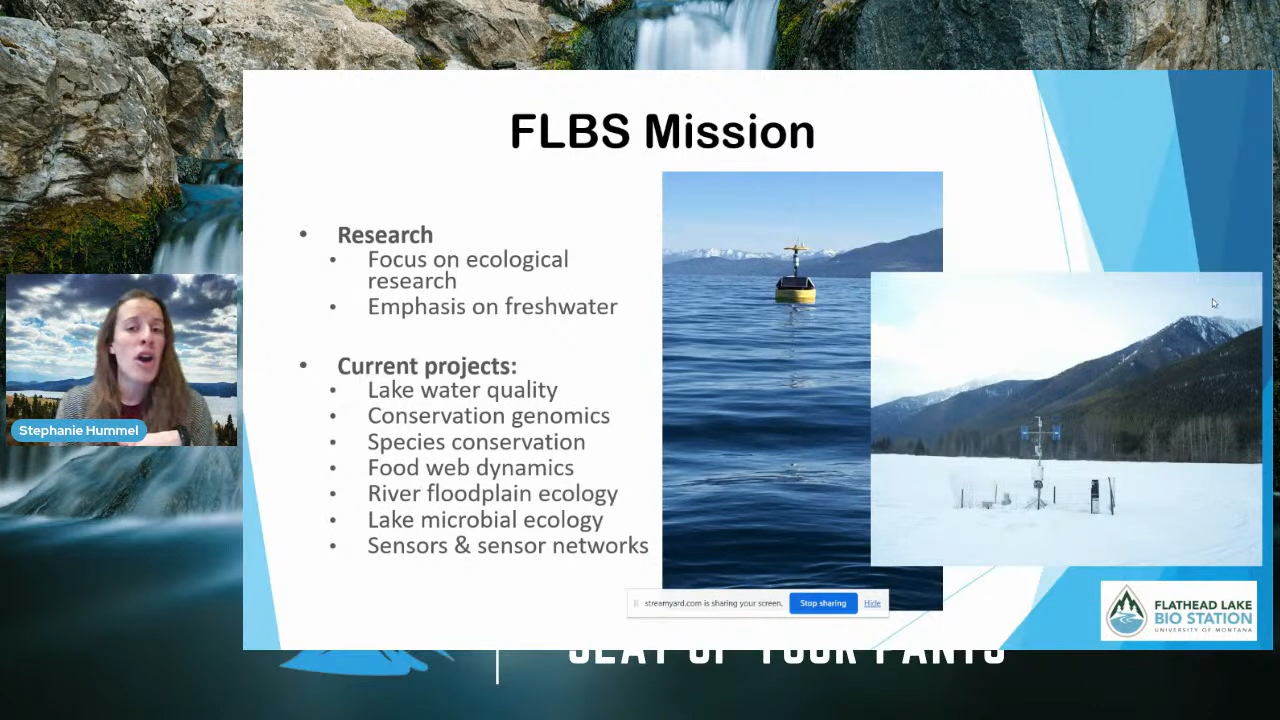 FLBS Mission
• Research
• Focus on ecological
research
• Emphasis on freshwater
• Current projects:
• Lake water quality
• Conservation genomics
• Species conservation
• Food web dynamics
• River floodplain ecology
• Lake microbial ecology
• Sensors & sensor networks
Stephanie Hummel
streamyard.com is sharing your screen.
Stop sharing
Hide
FLATHEAD LAKE
BIO STATION
UNIVERSITY OF MONTANA
SEAT OF YOUR PANTS